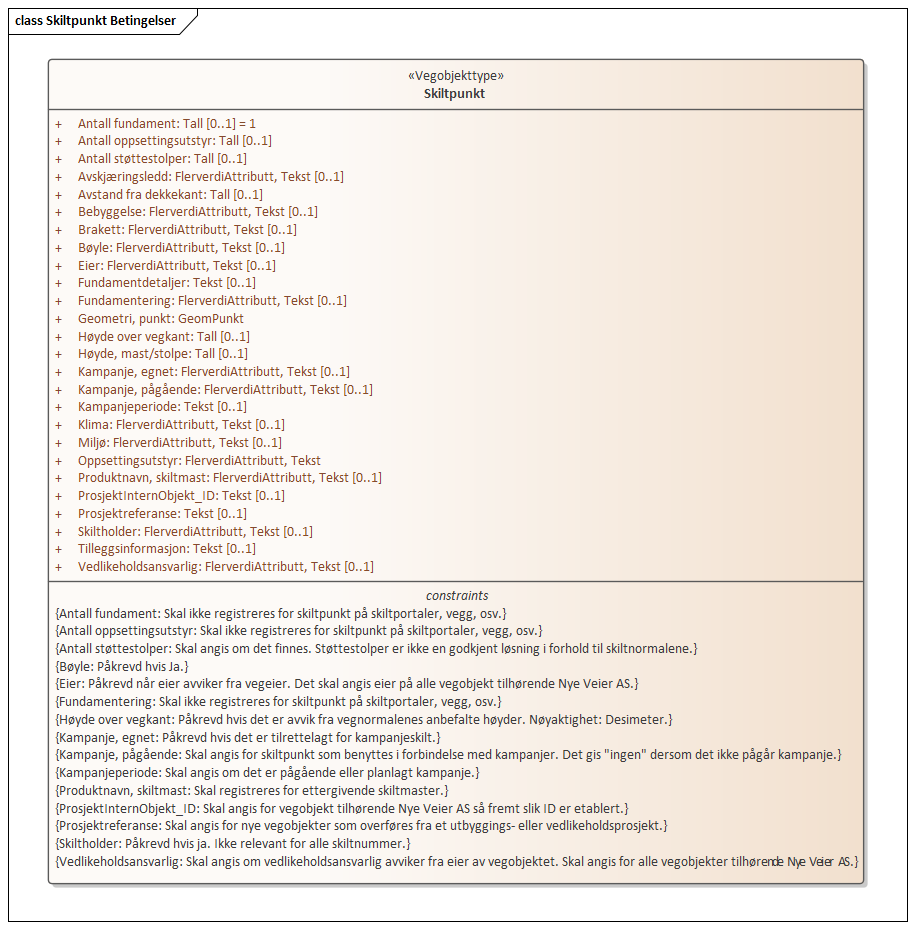 class Skiltpunkt Betingelser
«Vegobjekttype»
Skiltpunkt
+ Antall fundament: Tall [0..1] = 1
+ Antall oppsettingsutstyr: Tall [0..1]
+ Antall støttestolper: Tall [0..1]
+ Avskjæringsledd: FlerverdiAttributt, Tekst [0..1]
+ Avstand fra dekkekant: Tall [0..1]
+ Bebyggelse: FlerverdiAttributt, Tekst [0..1]
+ Brakett: FlerverdiAttributt, Tekst [0..1]
+ Bøyle: FlerverdiAttributt, Tekst [0..1]
+ Eier: FlerverdiAttributt, Tekst [0..1]
+ Fundamentdetaljer: Tekst [0..1]
+ Fundamentering: FlerverdiAttributt, Tekst [0..1]
+ Geometri, punkt: GeomPunkt
+ Høyde over vegkant: Tall [0..1]
+ Høyde, mast/stolpe: Tall [0..1]
+ Kampanje, egnet: FlerverdiAttributt, Tekst [0..1]
+ Kampanje, pågående: FlerverdiAttributt, Tekst [0..1]
+ Kampanjeperiode: Tekst [0..1]
+ Klima: FlerverdiAttributt, Tekst [0..1]
+ Miljø: FlerverdiAttributt, Tekst [0..1]
+ Oppsettingsutstyr: FlerverdiAttributt, Tekst
+ Produktnavn, skiltmast: FlerverdiAttributt, Tekst [0..1]
+ ProsjektInternObjekt_ID: Tekst [0..1]
+ Prosjektreferanse: Tekst [0..1]
+ Skiltholder: FlerverdiAttributt, Tekst [0..1]
+ Tilleggsinformasjon: Tekst [0..1]
+ Vedlikeholdsansvarlig: FlerverdiAttributt, Tekst [0..1]
constraints
{Antall fundament: Skal ikke registreres for skiltpunkt på skiltportaler, vegg, osv.}
{Antall oppsettingsutstyr: Skal ikke registreres for skiltpunkt på skiltportaler, vegg, osv.}
{Antall støttestolper: Skal angis om det finnes. Støttestolper er ikke en godkjent løsning i forhold til skiltnormalene.}
{Bøyle: Påkrevd hvis Ja.}
{Eier: Påkrevd når eier avviker fra vegeier. Det skal angis eier på alle vegobjekt tilhørende Nye Veier AS.}
{Fundamentering: Skal ikke registreres for skiltpunkt på skiltportaler, vegg, osv.}
{Høyde over vegkant: Påkrevd hvis det er avvik fra vegnormalenes anbefalte høyder. Nøyaktighet: Desimeter.}
{Kampanje, egnet: Påkrevd hvis det er tilrettelagt for kampanjeskilt.}
{Kampanje, pågående: Skal angis for skiltpunkt som benyttes i forbindelse med kampanjer. Det gis "ingen" dersom det ikke pågår kampanje.}
{Kampanjeperiode: Skal angis om det er pågående eller planlagt kampanje.}
{Produktnavn, skiltmast: Skal registreres for ettergivende skiltmaster.}
{ProsjektInternObjekt_ID: Skal angis for vegobjekt tilhørende Nye Veier AS så fremt slik ID er etablert.}
{Prosjektreferanse: Skal angis for nye vegobjekter som overføres fra et utbyggings- eller vedlikeholdsprosjekt.}
{Skiltholder: Påkrevd hvis ja. Ikke relevant for alle skiltnummer.}
{Vedlikeholdsansvarlig: Skal angis om vedlikeholdsansvarlig avviker fra eier av vegobjektet. Skal angis for alle vegobjekter tilhørende Nye Veier AS.}